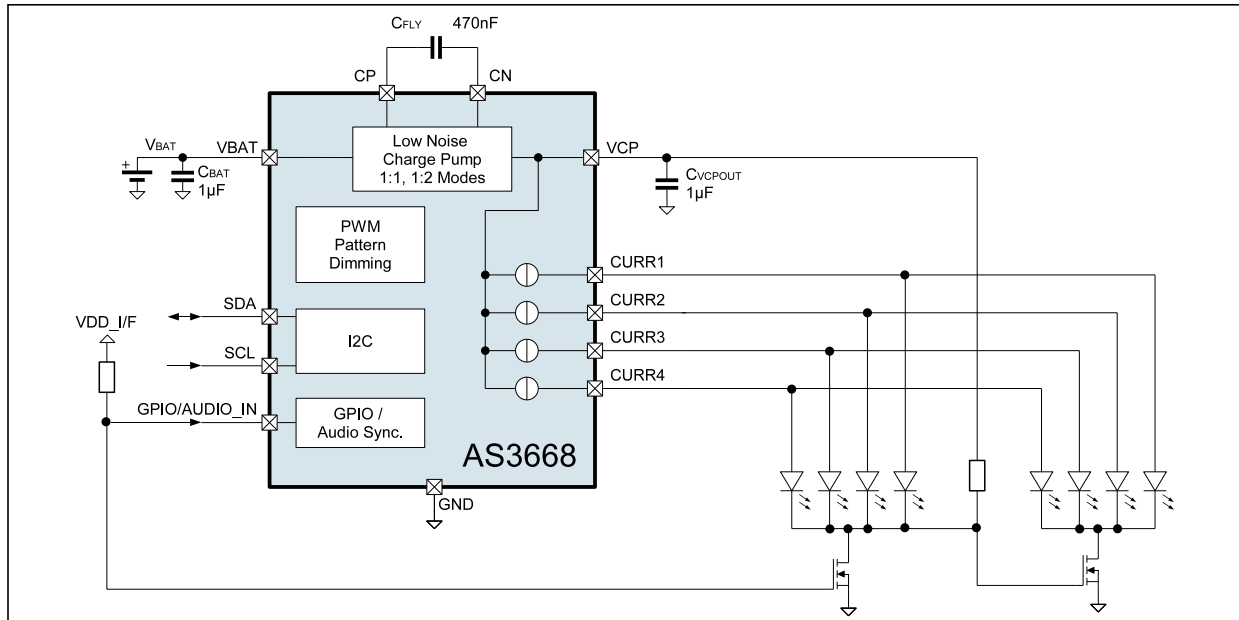 CFLY 470nF
CP CN
VBAT VBAT
+
CBAT
1µF
Low Noise
Charge Pump
1:1, 1:2 Modes
VCP
CVCPOUT
1µF
PWM
Pattern
Dimming
CURR1
CURR2
CURR3
CURR4
SDA
VDD_I/F
SCL
I2C
GPIO/AUDIO_IN
GPIO /
Audio Sync.
AS3668
GND